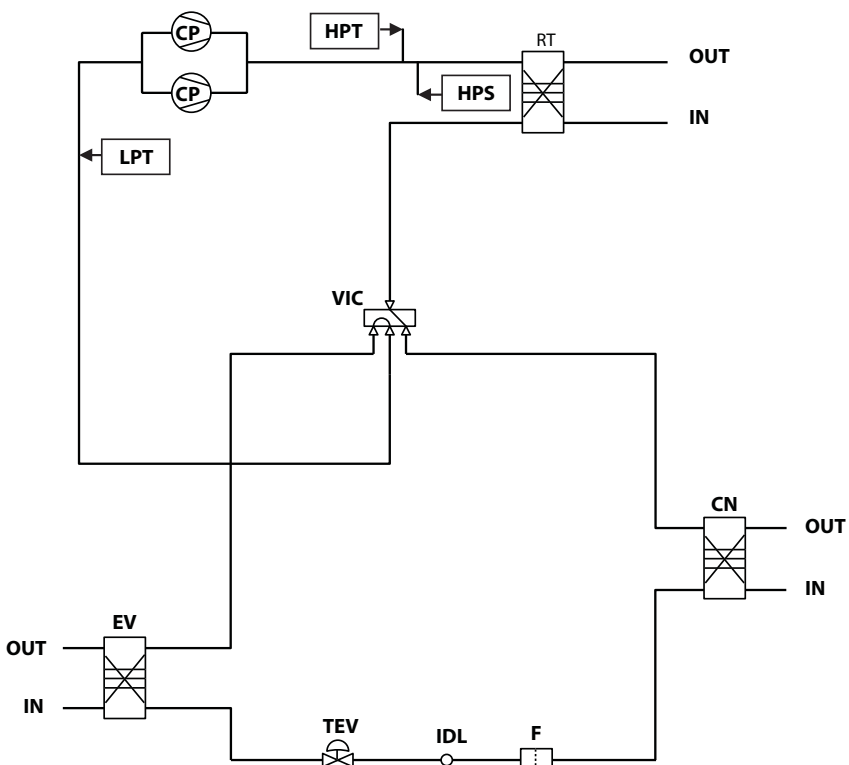 CP
HPT
RT
OUT
CP
HPS
IN
LPT
VIC
CN
OUT
IN
EV
OUT
IN
TEV
IDL
F